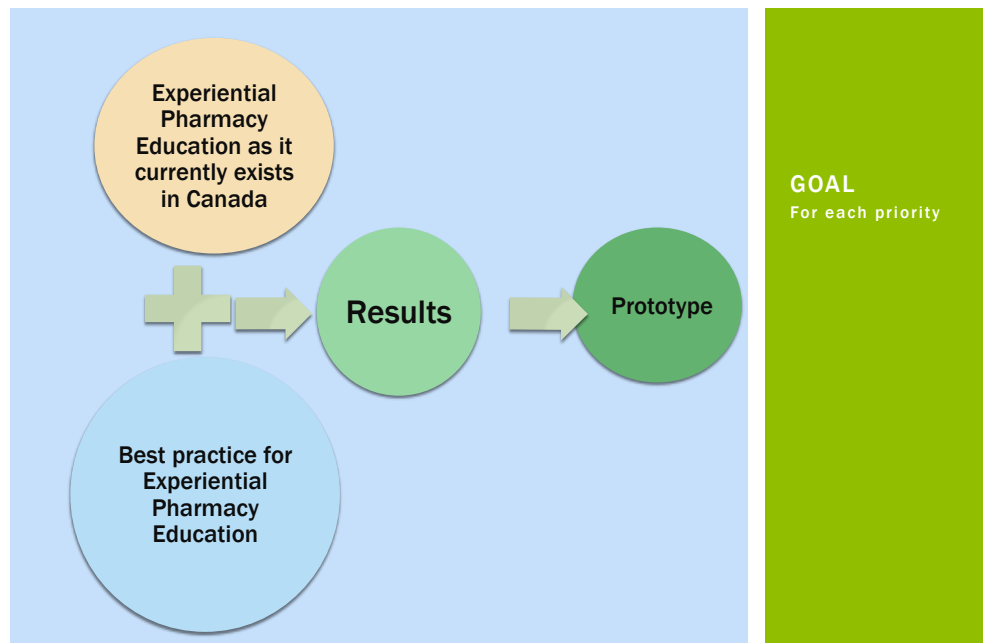 Experiential
Pharmacy
Education as it
currently exists
in Canada
Best practice for
Experiential
Pharmacy
Education
Results
Prototype
GOAL
For each priority